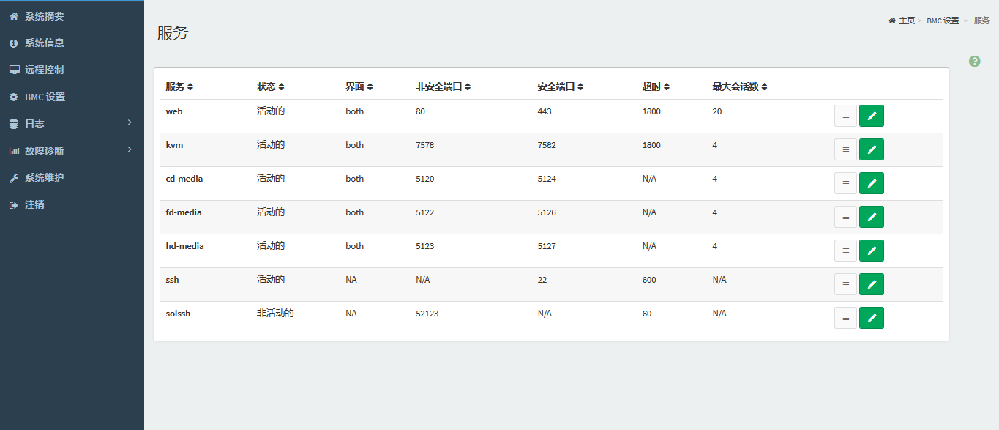 系统摘要
系统信息
远程控制
BMC 设置
日志
故障诊断
系统维护
注销
服务
主页 > BMC 设置 > 服务
服务 状态 界面 非安全端口 安全端口 超时 最大会话数
web 活动的 both 80 443 1800 20
kvm 活动的 both 7578 7582 1800 4
cd-media 活动的 both 5120 5124 N/A 4
fd-media 活动的 both 5122 5126 N/A 4
hd-media 活动的 both 5123 5127 N/A 4
ssh 活动的 NA N/A 22 600 N/A
solssh 非活动的 NA 52123 N/A 60 N/A